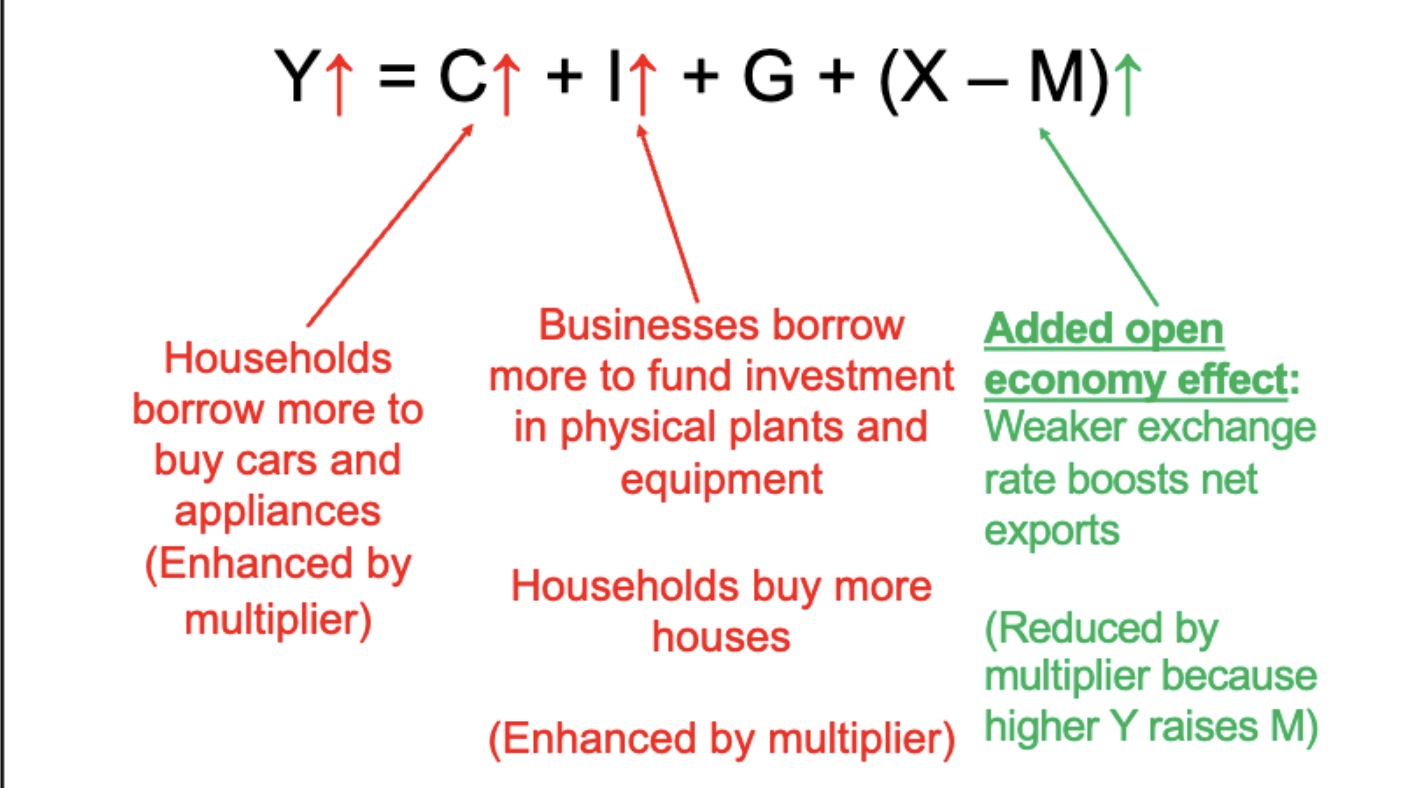 Y↑ = C↑ + I↑ + G + (X – M)↑
Households
borrow more to
buy cars and
appliances
(Enhanced by
multiplier)
Businesses borrow
more to fund investment
in physical plants and
equipment
Households buy more
houses
(Enhanced by multiplier)
Added open
economy effect:
Weaker exchange
rate boosts net
exports
(Reduced by
multiplier because
higher Y raises M)